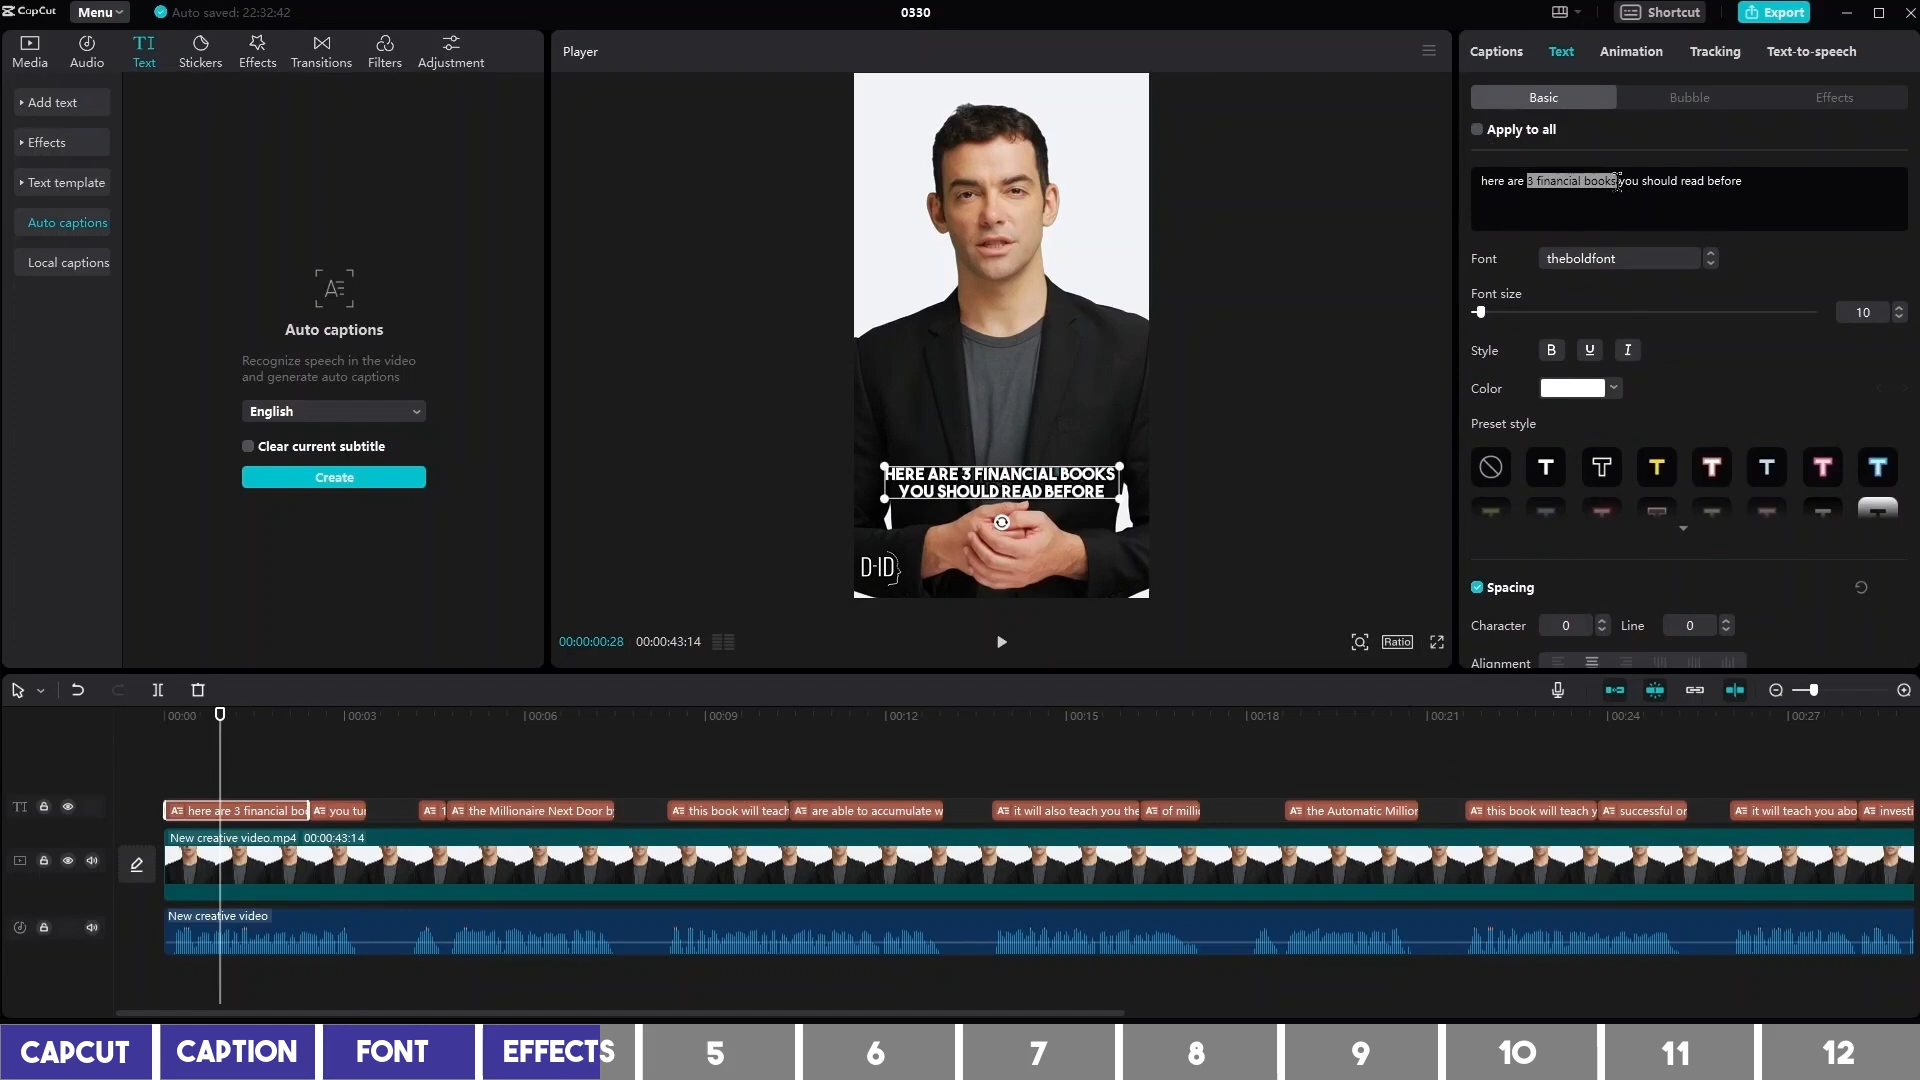 CapCut
Menu
Auto saved: 22:32:42
0330
Shortcut
Export
Media
Audio
TI
Text
Stickers
Effects
Transitions
Filters
Adjustment
Add text
Effects
Text template
Auto captions
Local captions
A
Auto captions
Recognize speech in the video
and generate auto captions
English
Clear current subtitle
Create
Player
HERE ARE 3 FINANCIAL BOOKS
YOU SHOULD READ BEFORE
D-ID
00:00:00:28
00:00:43:14
Ratio
Captions
Text
Animation
Tracking
Text-to-speech
Basic
Bubble
Effects
Apply to all
here are 3 financial books you should read before
Font
theboldfont
Font size
10
Style
B
U
I
Color
Preset style
T T T T T T T
Spacing
Character
0
Line
0
Alignment
00:00
00:03
00:06
00:09
00:12
00:15
00:18
00:21
00:24
00:27
TI
here are 3 financial boo
you tur
1
the Millionaire Next Door by
this book will teach
are able to accumulate w
it will also teach you the
of millio
the Automatic Million
this book will teach y
successful or
it will teach you abo
investi
New creative video.mp4 00:00:43:14
New creative video
CAPCUT
CAPTION
FONT
EFFECTS
5
6
7
8
9
10
11
12